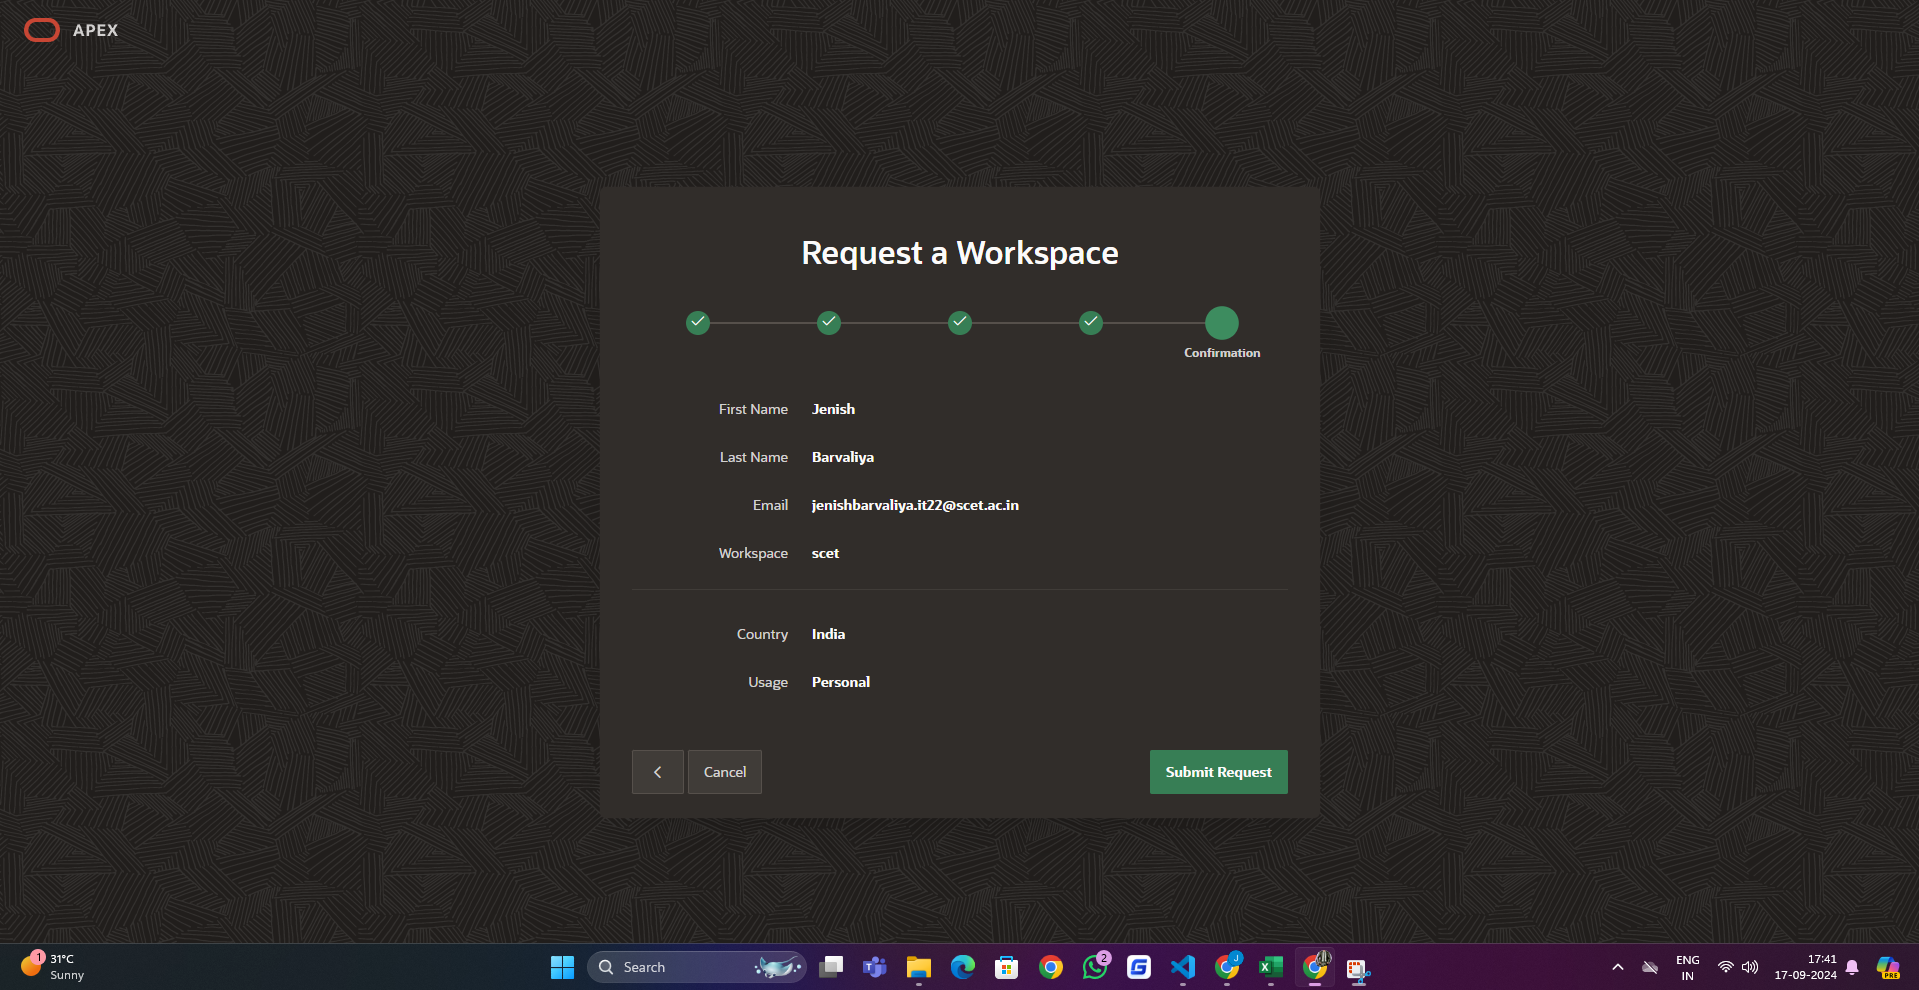 APEX
Request a Workspace
Confirmation
First Name Jenish
Last Name Barvaliya
Email jenishbarvaliya.it22@scet.ac.in
Workspace scet
Country India
Usage Personal
Cancel
Submit Request
1
31°C
Sunny
Search
T
2
J
X
PRE
ENG
IN
17:41
17-09-2024